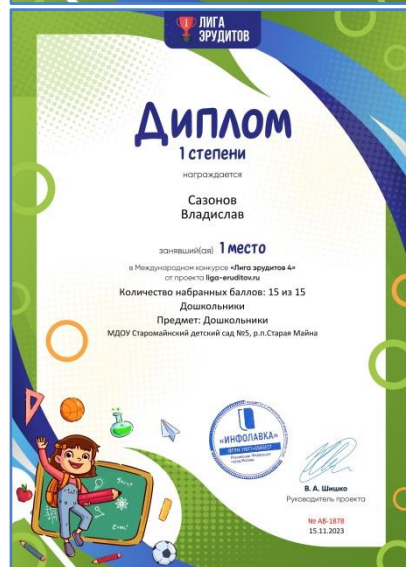 ЛИГА
ЭРУДИТОВ
Диплом
1 степени
награждается
Сазонов
Владислав
занявший(ая) 1 место
в Международном конкурсе «Лига эрудитов 4»
от проекта liga-eruditov.ru
Количество набранных баллов: 15 из 15
Дошкольники
Предмет: Дошкольники
МДОУ Старомайнский детский сад №5, р.п.Старая Майна
«ИНФОЛАВКА»
В. А. Шишко
Руководитель проекта
№ АБ-1878
15.11.2023